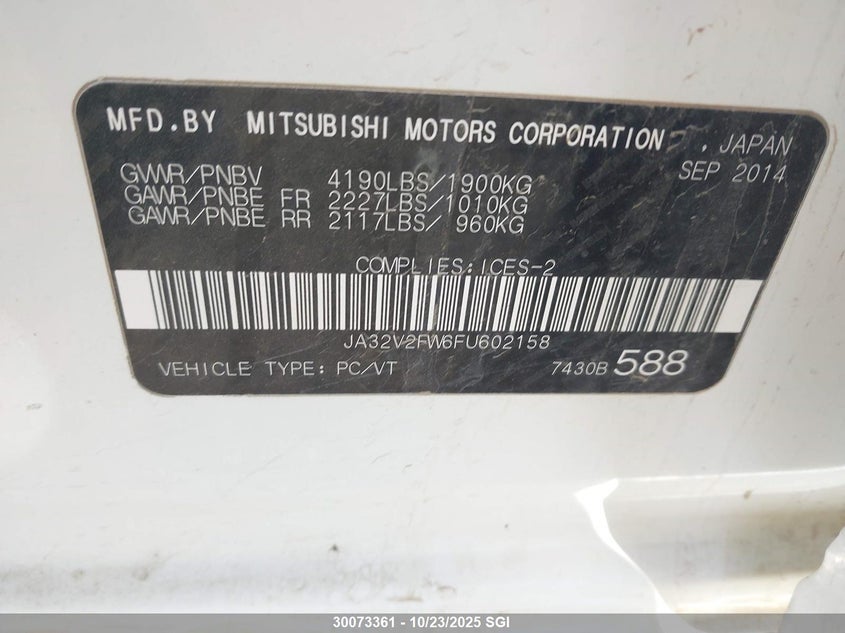 MFD.BY MITSUBISHI MOTORS CORPORATION , JAPAN
SEP 2014
GVWR/PNBV 4190LBS/1900KG
GAWR/PNBE FR 2227LBS/1010KG
GAWR/PNBE RR 2117LBS/ 960KG
COMPLIES:ICES-2
JA32V2FW6FU602158
VEHICLE TYPE: PC/VT 7430B 588
30073361 - 10/23/2025 SGI